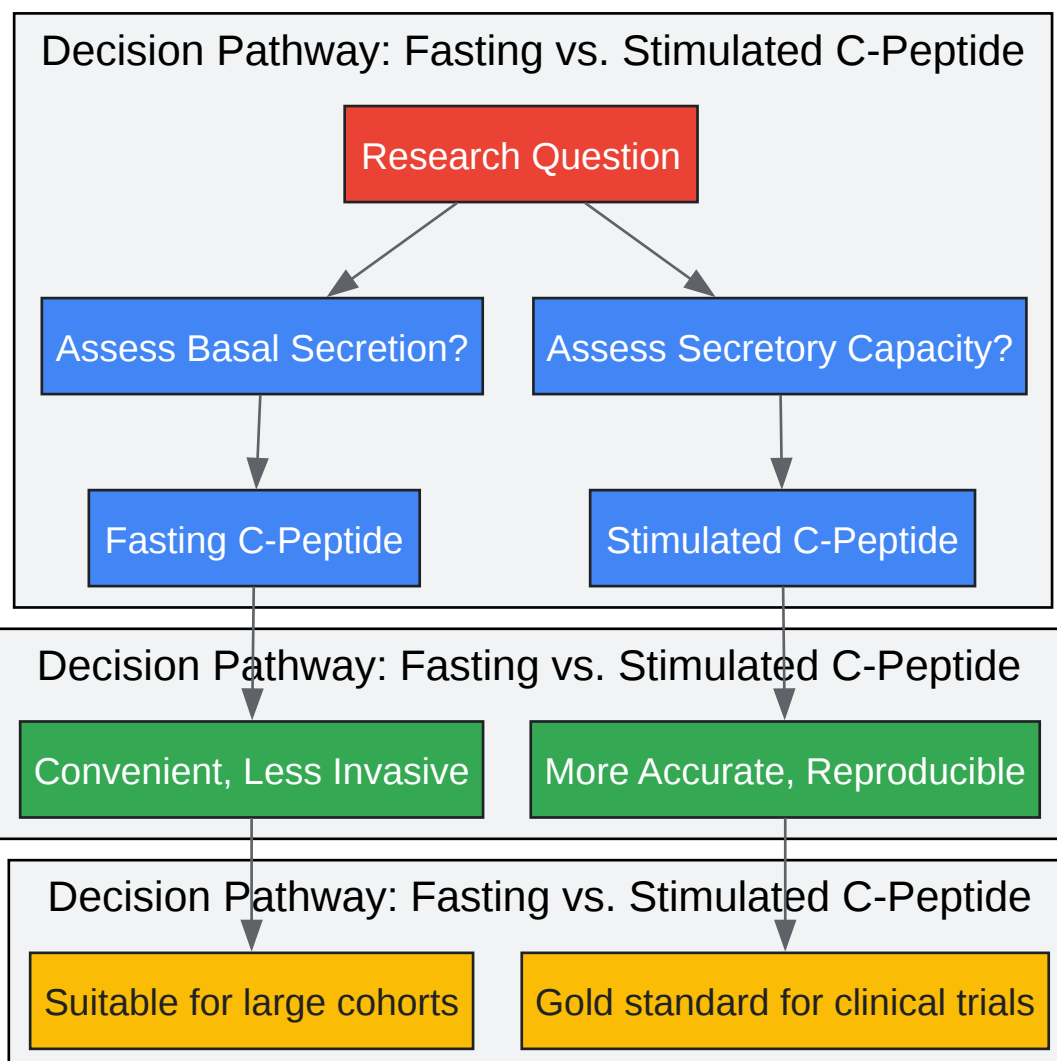 Decision Pathway: Fasting vs. Stimulated C-Peptide
Research Question
Assess Basal Secretion?
Assess Secretory Capacity?
Fasting C-Peptide
Stimulated C-Peptide
Decision Pathway: Fasting vs. Stimulated C-Peptide
Convenient, Less Invasive
More Accurate, Reproducible
Decision Pathway: Fasting vs. Stimulated C-Peptide
Suitable for large cohorts
Gold standard for clinical trials